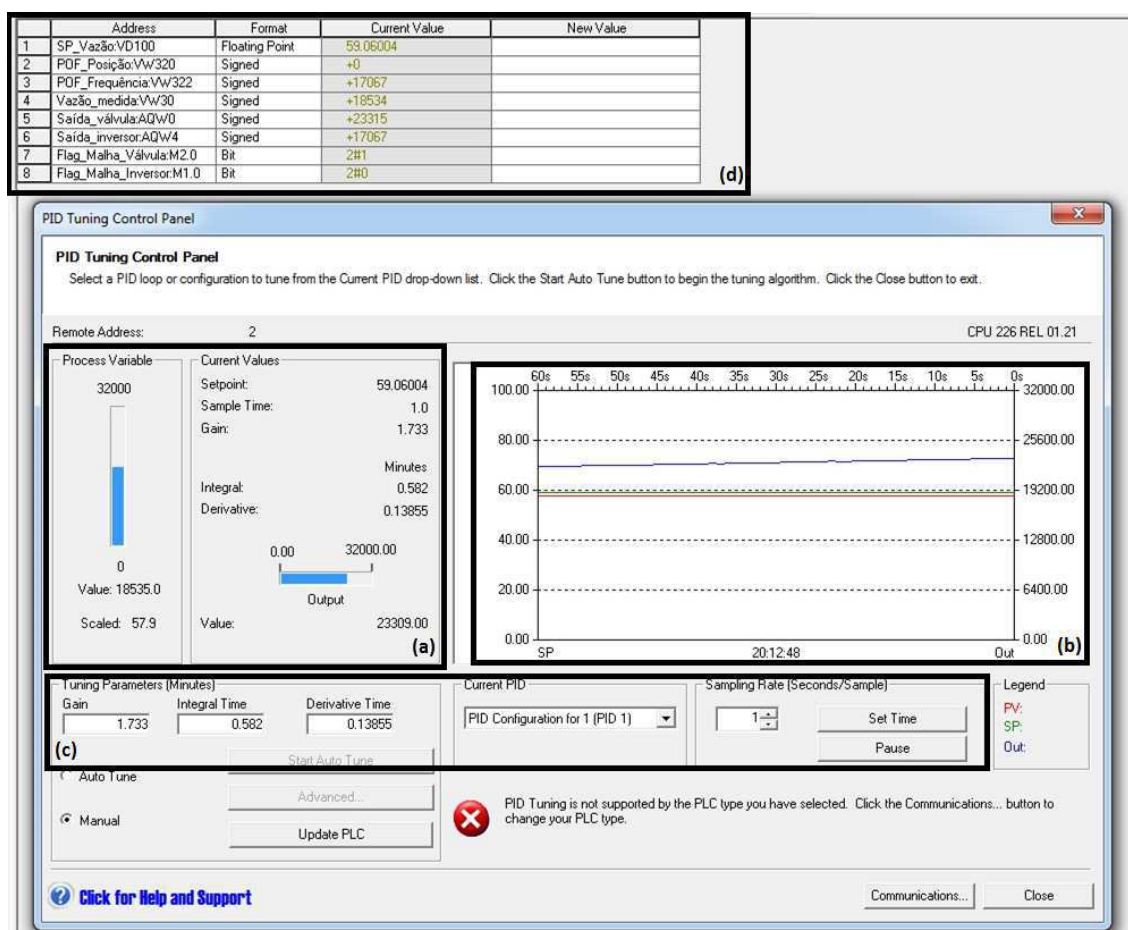 Address Format Current Value New Value
1 SP_Vazão:VD100 Floating Point 59.06004
2 POF_Posição:VW320 Signed +0
3 POF_Frequência:VW322 Signed +17067
4 Vazão_medida:VW30 Signed +18534
5 Saída_válvula:AQW0 Signed +23315
6 Saída_inversor:AQW4 Signed +17067
7 Flag_Malha_Válvula:M2.0 Bit 2#1
8 Flag_Malha_Inversor:M1.0 Bit 2#0
(d)
PID Tuning Control Panel
PID Tuning Control Panel
Select a PID loop or configuration to tune from the Current PID drop-down list. Click the Start Auto Tune button to begin the tuning algorithm. Click the Close button to exit.
Remote Address: 2 CPU 226 REL 01.21
Process Variable
32000
0
Value: 18535.0
Scaled: 57.9
Current Values
Setpoint: 59.06004
Sample Time: 1.0
Gain: 1.733
Minutes
Integral: 0.582
Derivative: 0.13855
0.00 32000.00
Output
Value: 23309.00
(a)
60s 55s 50s 45s 40s 35s 30s 25s 20s 15s 10s 5s 0s
100.00 32000.00
80.00 25600.00
60.00 19200.00
40.00 12800.00
20.00 6400.00
0.00 0.00
SP 20:12:48 Out
(b)
Tuning Parameters (Minutes)
Gain Integral Time Derivative Time
1.733 0.582 0.13855
(c)
Start Auto Tune
Auto Tune
Advanced...
Manual
Update PLC
Current PID
PID Configuration for 1 (PID 1)
Sampling Rate (Seconds/Sample)
1 Set Time
Pause
Legend
PV:
SP:
Out:
PID Tuning is not supported by the PLC type you have selected. Click the Communications... button to
change your PLC type.
Click for Help and Support
Communications... Close